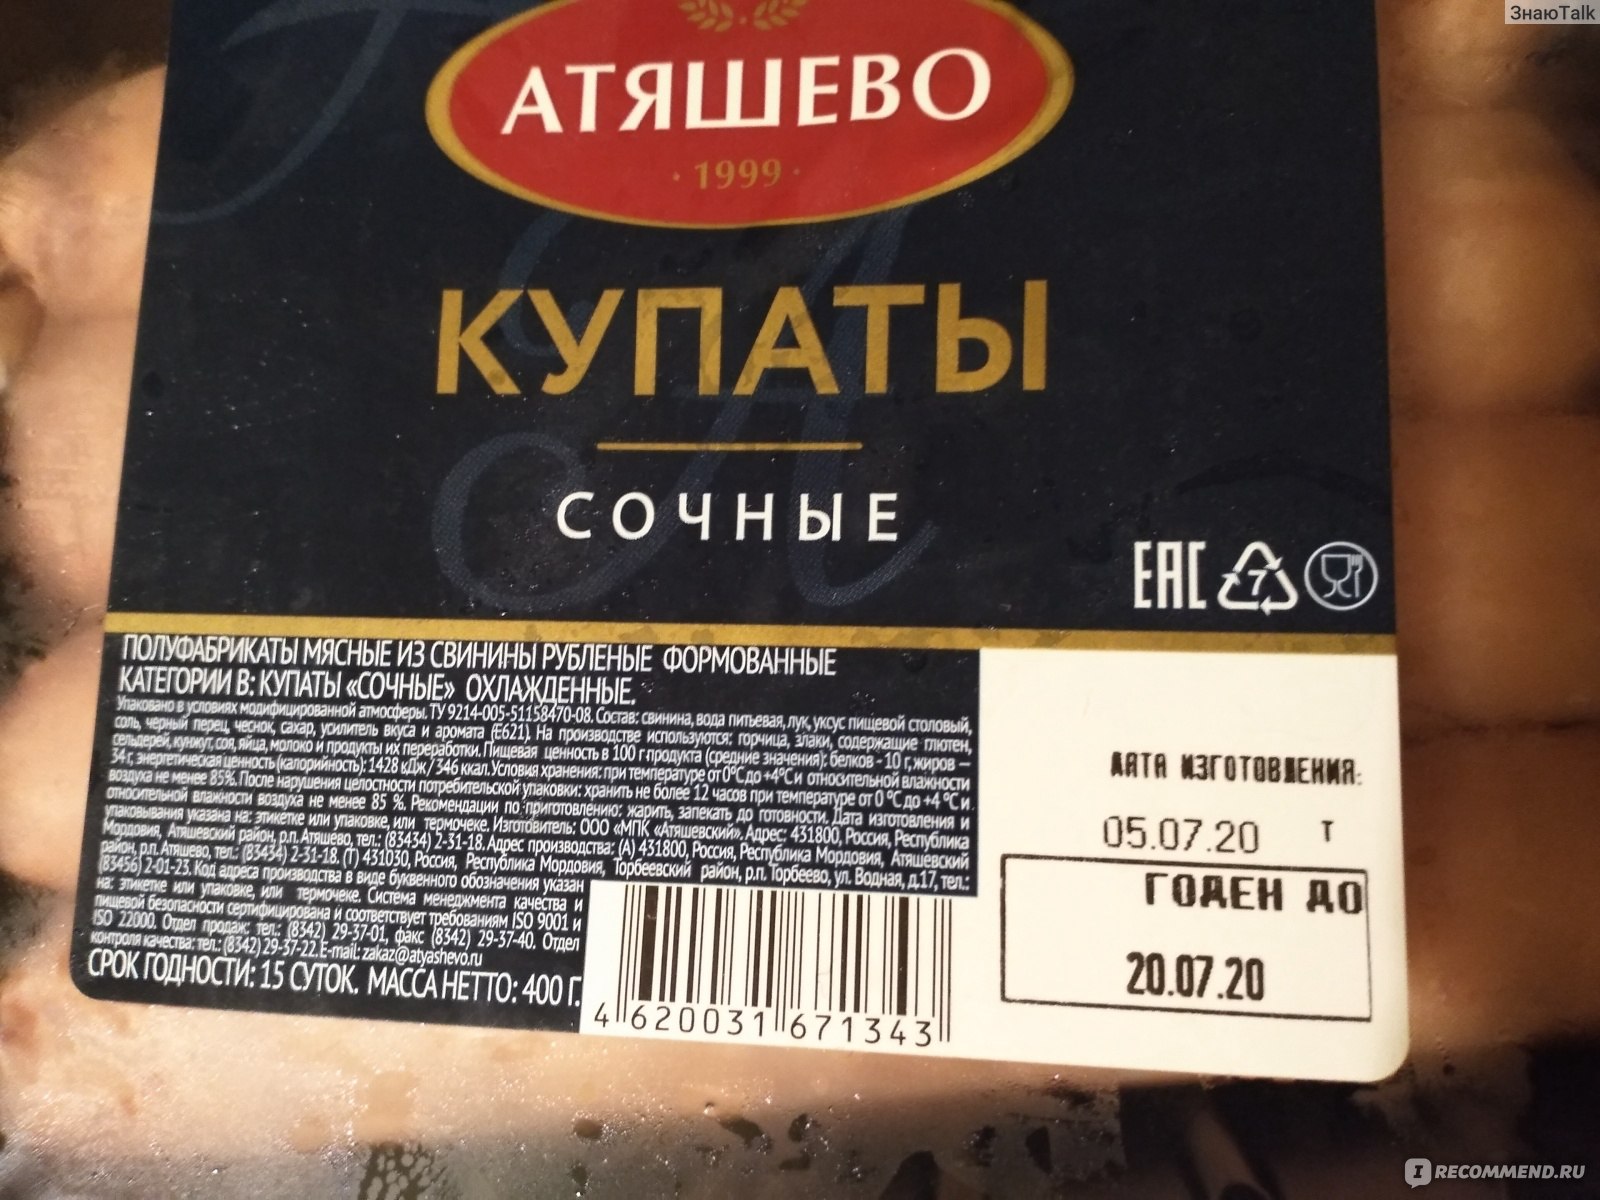 ЗнаюTalk
АТЯШЕВО
· 1999 ·
КУПАТЫ
СОЧНЫЕ
EAC
7
ПОЛУФАБРИКАТЫ МЯСНЫЕ ИЗ СВИНИНЫ РУБЛЕНЫЕ ФОРМОВАННЫЕ
КАТЕГОРИИ В: КУПАТЫ «СОЧНЫЕ» ОХЛАЖДЕННЫЕ.
Упаковано в условиях модифицированной атмосферы. ТУ 9214-005-51158470-08. Состав: свинина, вода питьевая, лук, уксус пищевой столовый,
соль, черный перец, чеснок, сахар, усилитель вкуса и аромата (Е621). На производстве используются: горчица, злаки, содержащие глютен,
сельдерей, кунжут, соя, яйца, молоко и продукты их переработки. Пищевая ценность в 100 г продукта (средние значения): белков - 10 г, жиров –
34 г, энергетическая ценность (калорийность): 1428 кДж / 346 ккал. Условия хранения: при температуре от 0°С до +4°С и относительной влажности
воздуха не менее 85%. После нарушения целостности потребительской упаковки: хранить не более 12 часов при температуре от 0 °С до +4 °С и
относительной влажности воздуха не менее 85 %. Рекомендации по приготовлению: жарить, запекать до готовности. Дата изготовления и
упаковывания указана на: этикетке или упаковке, или термочеке. Изготовитель: ООО «МПК «Атяшевский». Адрес: 431800, Россия, Республика
Мордовия, Атяшевский район, р.п. Атяшево, тел.: (83434) 2-31-18. Адрес производства: (А) 431800, Россия, Республика Мордовия, Атяшевский
район, р.п. Атяшево, тел.: (83434) 2-31-18. (Т) 431030, Россия, Республика Мордовия, Торбеевский район, р.п. Торбеево, ул. Водная, д.17, тел.:
(83456) 2-01-23. Код адреса производства в виде буквенного обозначения указан
на: этикетке или упаковке, или термочеке. Система менеджмента качества и
пищевой безопасности сертифицирована и соответствует требованиям ISO 9001 и
ISO 22000. Отдел продаж: тел.: (8342) 29-37-01, факс (8342) 29-37-40. Отдел
контроля качества: тел.: (8342) 29-37-22. E-mail: zakaz@atyashevo.ru
СРОК ГОДНОСТИ: 15 СУТОК. МАССА НЕТТО: 400 Г.
4 620031 671343
ДАТА ИЗГОТОВЛЕНИЯ:
05.07.20 Т
ГОДЕН ДО
20.07.20
IRECOMMEND.RU